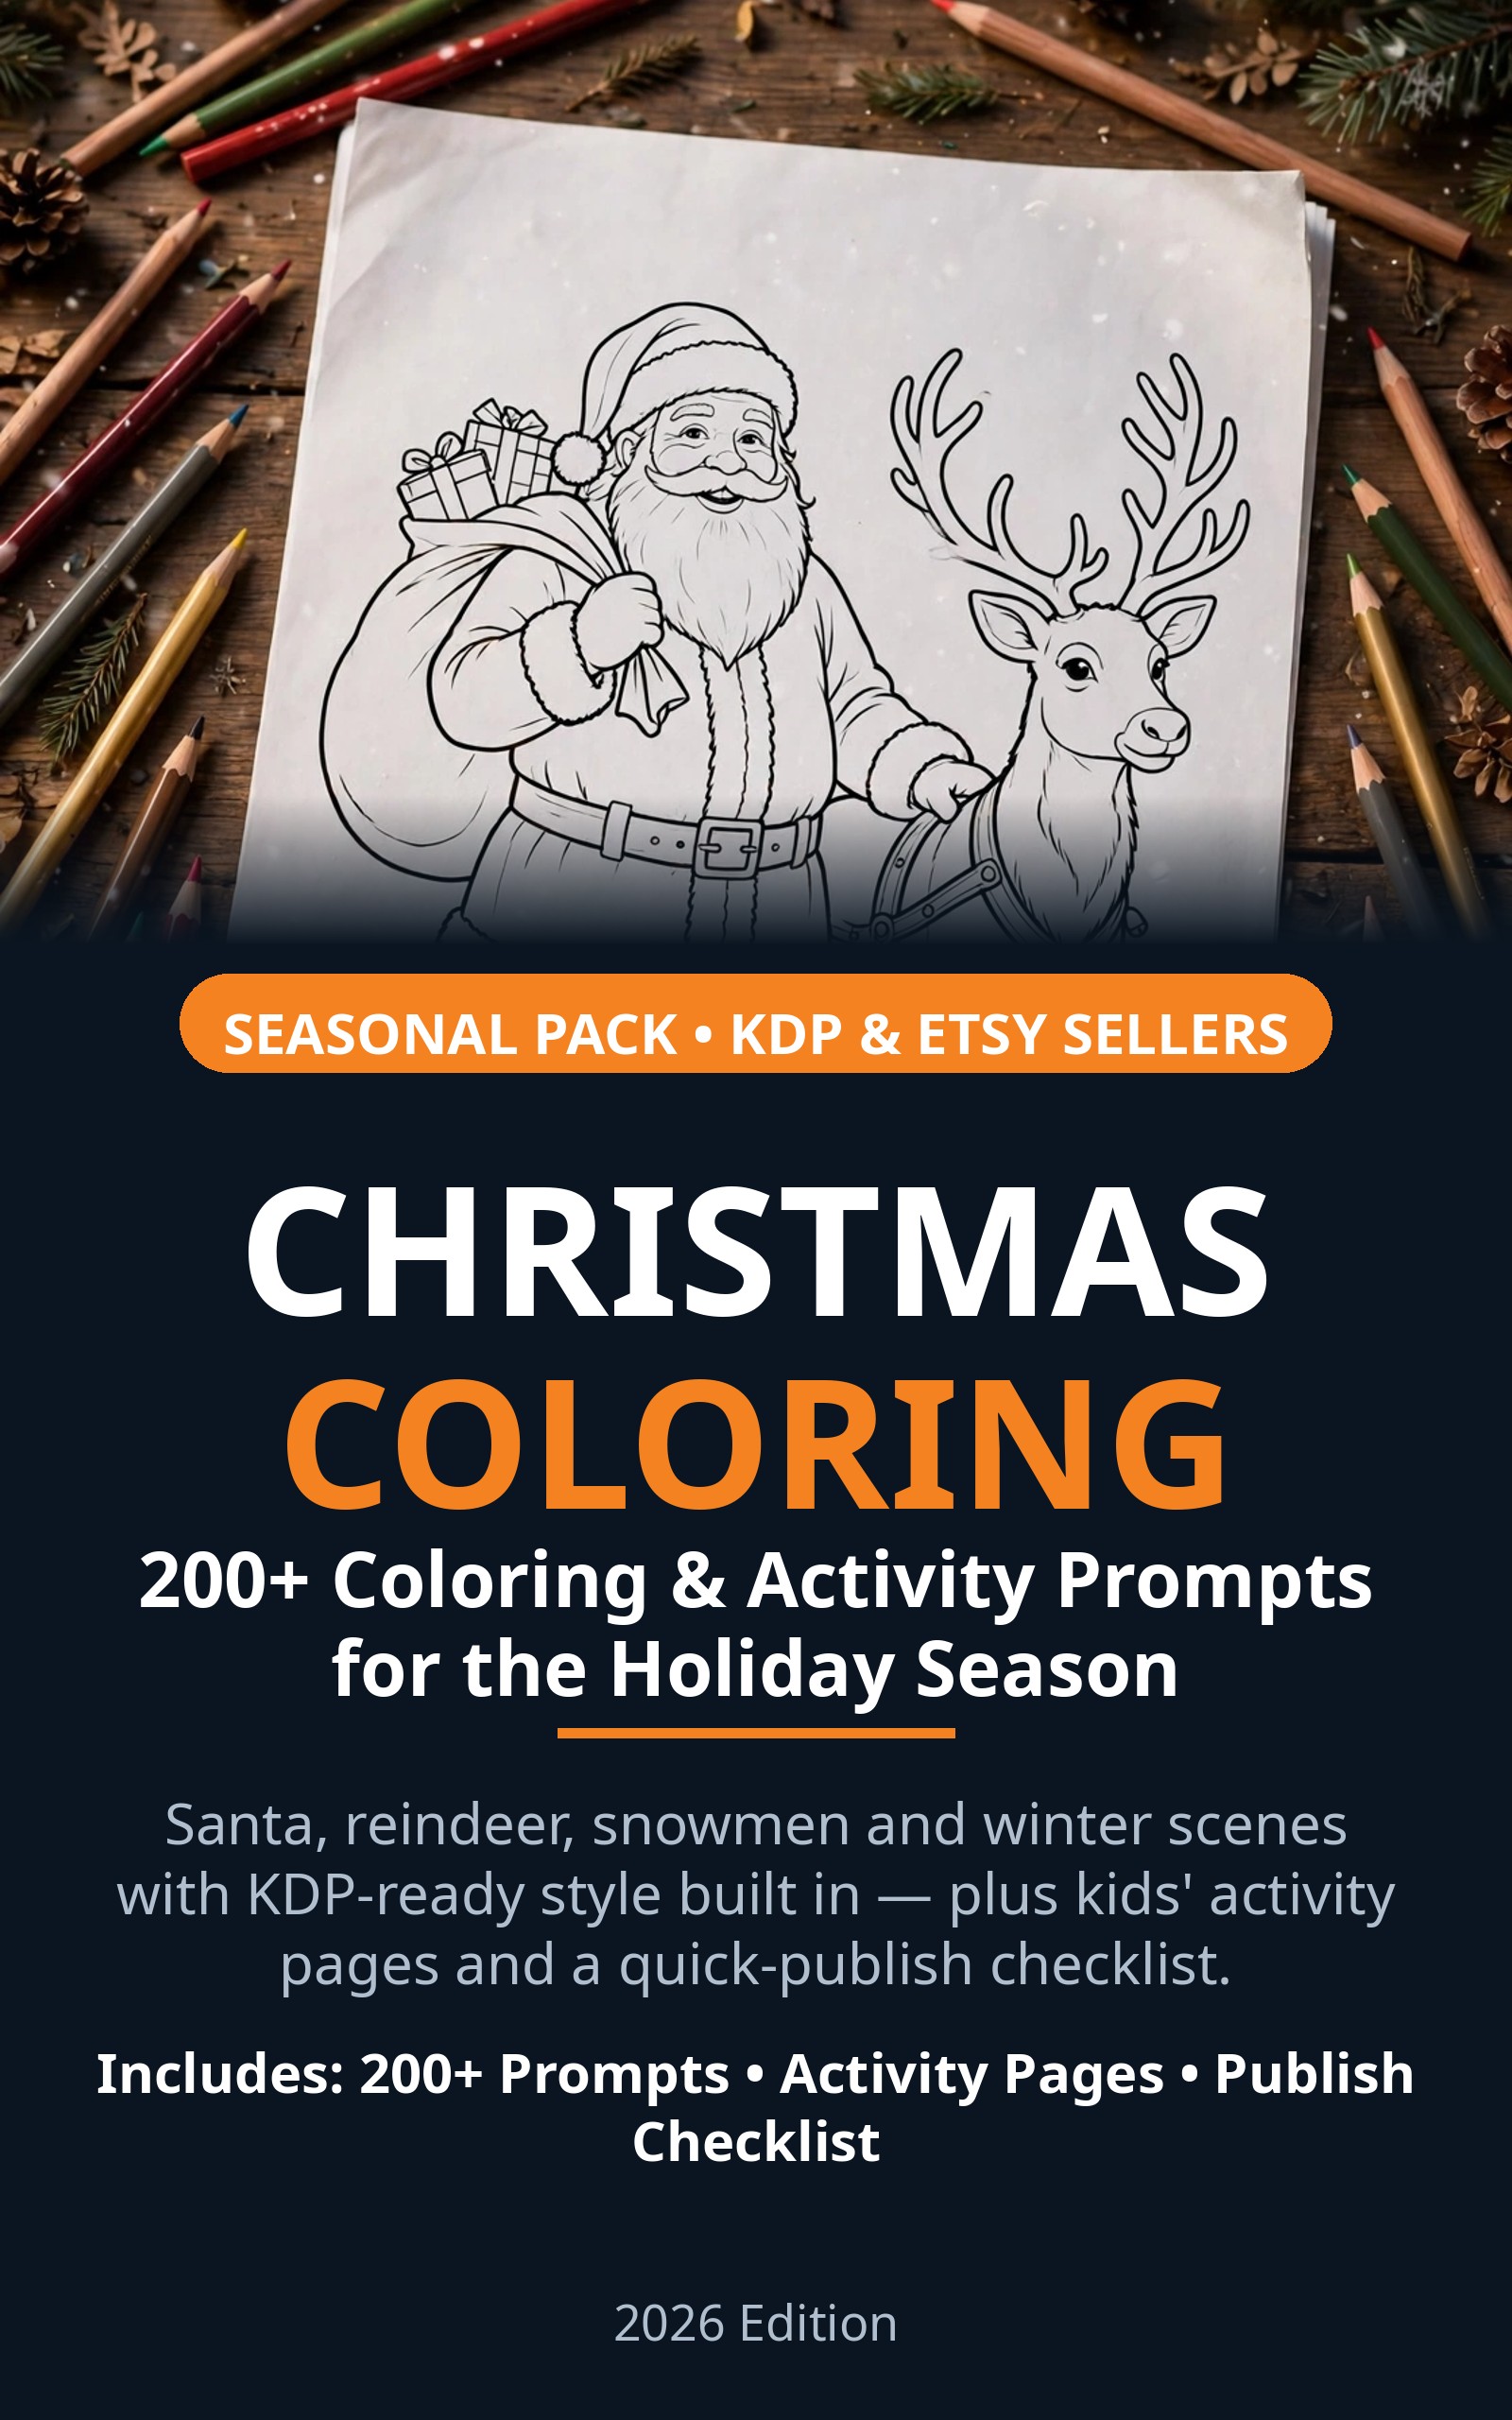 SEASONAL PACK • KDP & ETSY SELLERS
CHRISTMAS
COLORING
200+ Coloring & Activity Prompts
for the Holiday Season
Santa, reindeer, snowmen and winter scenes
with KDP-ready style built in — plus kids' activity
pages and a quick-publish checklist.
Includes: 200+ Prompts • Activity Pages • Publish
Checklist
2026 Edition